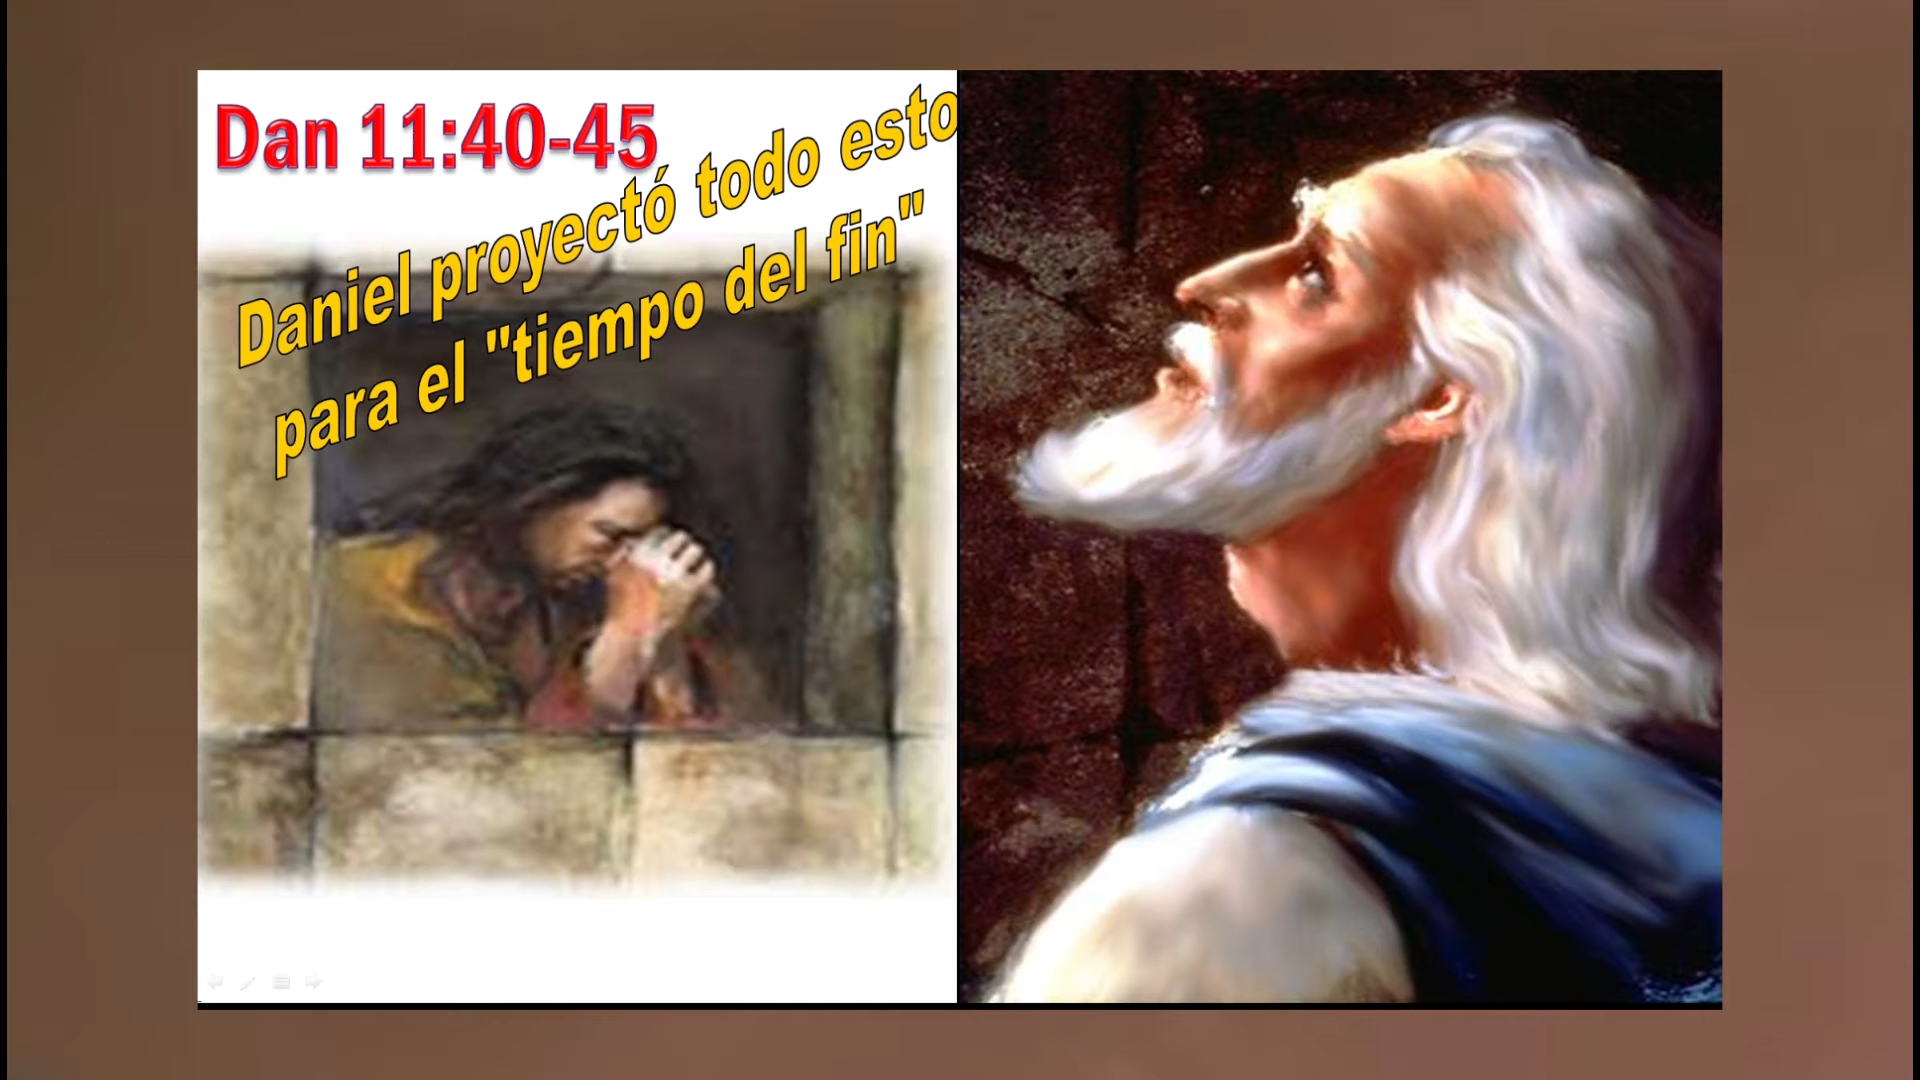 Dan 11:40-45
Daniel proyectó todo esto
para el "tiempo del fin"